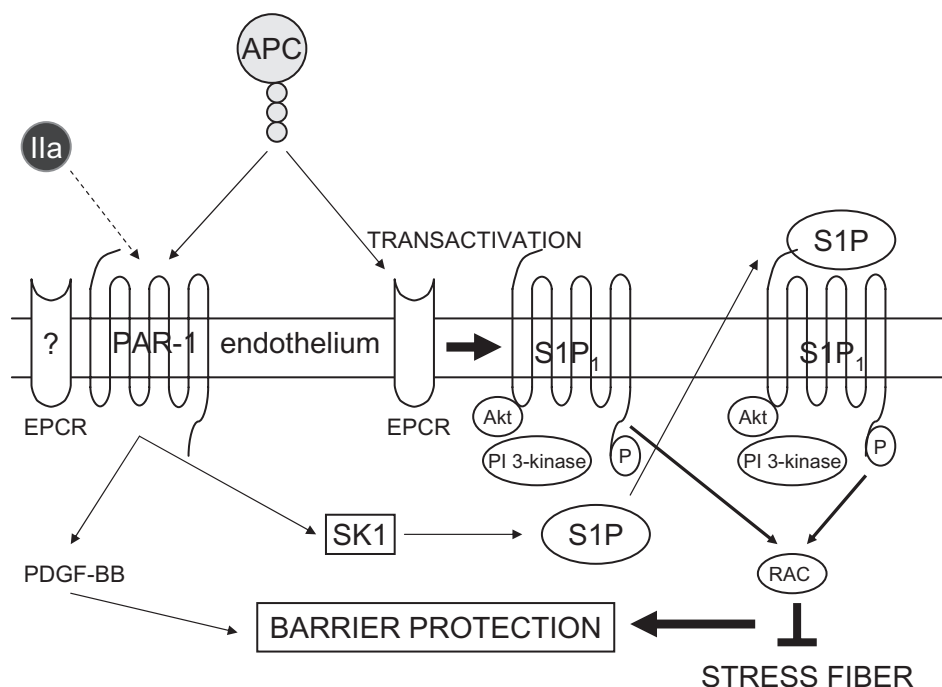 APC
IIa
TRANSACTIVATION
S1P
?
PAR-1
endothelium
S1P1
S1P1
EPCR
EPCR
Akt
Akt
PI 3-kinase
P
PI 3-kinase
P
SK1
S1P
PDGF-BB
RAC
BARRIER PROTECTION
STRESS FIBER